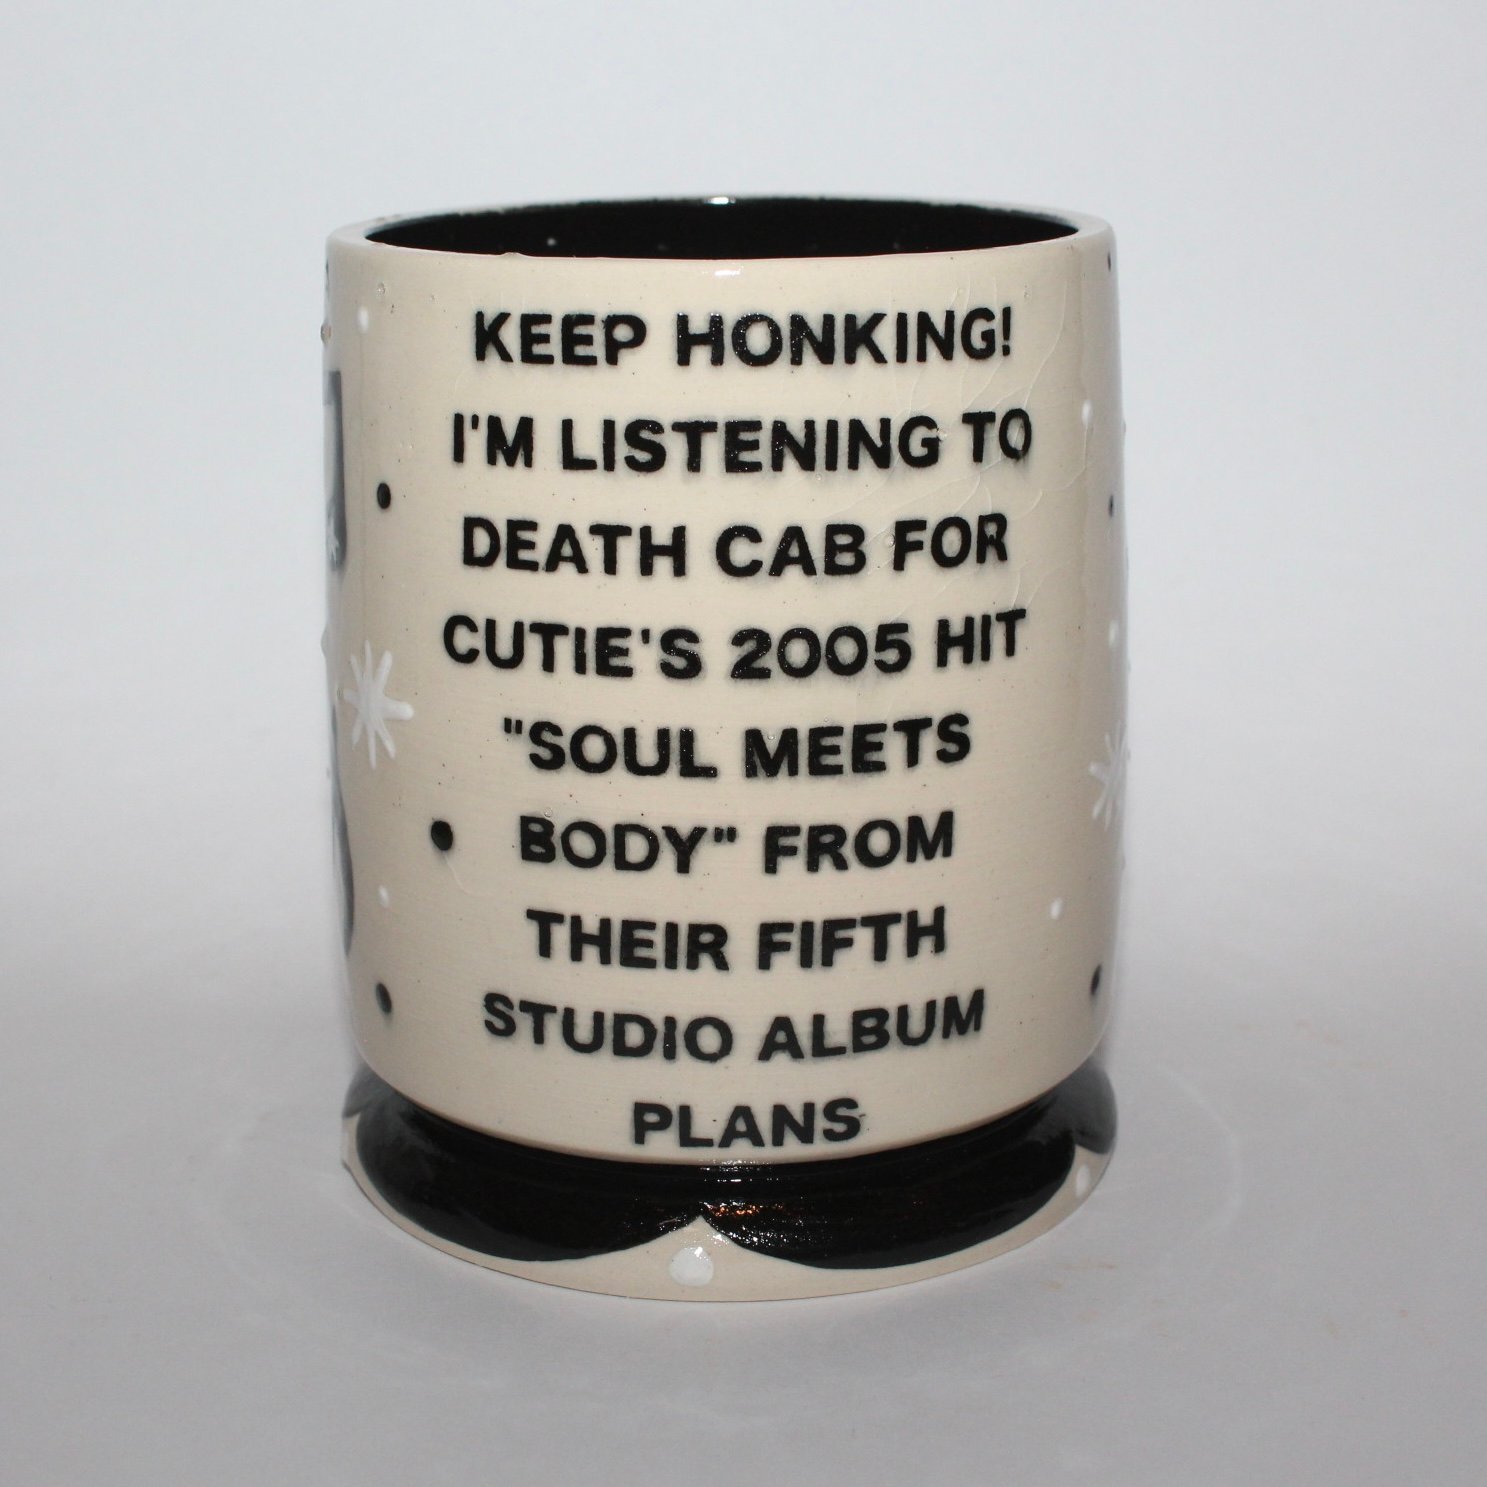 KEEP HONKING!
I'M LISTENING TO
DEATH CAB FOR
CUTIE'S 2005 HIT
"SOUL MEETS
BODY" FROM
THEIR FIFTH
STUDIO ALBUM
PLANS